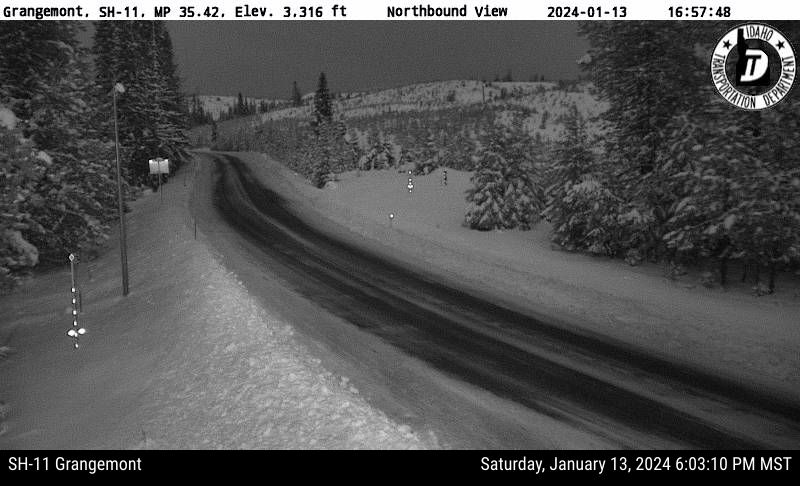 Grangemont, SH-11, MP 35.42, Elev. 3,316 ft Northbound View 2024-01-13 16:57:48
IDAHO
TRANSPORTATION DEPARTMENT
SH-11 Grangemont Saturday, January 13, 2024 6:03:10 PM MST